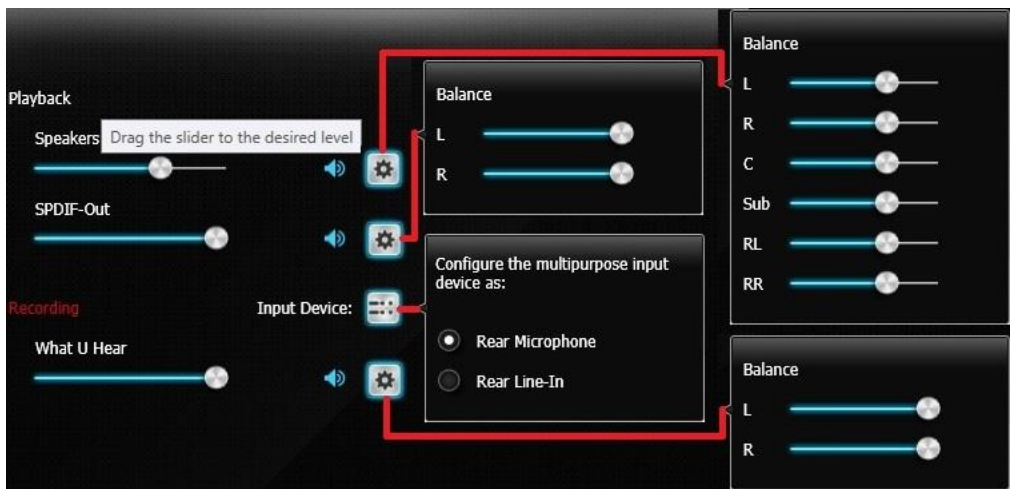 Playback
Speakers
Drag the slider to the desired level
SPDIF-Out
Recording
Input Device:
What U Hear
Balance
L
R
Configure the multipurpose input
device as:
Rear Microphone
Rear Line-In
Balance
L
R
C
Sub
RL
RR
Balance
L
R